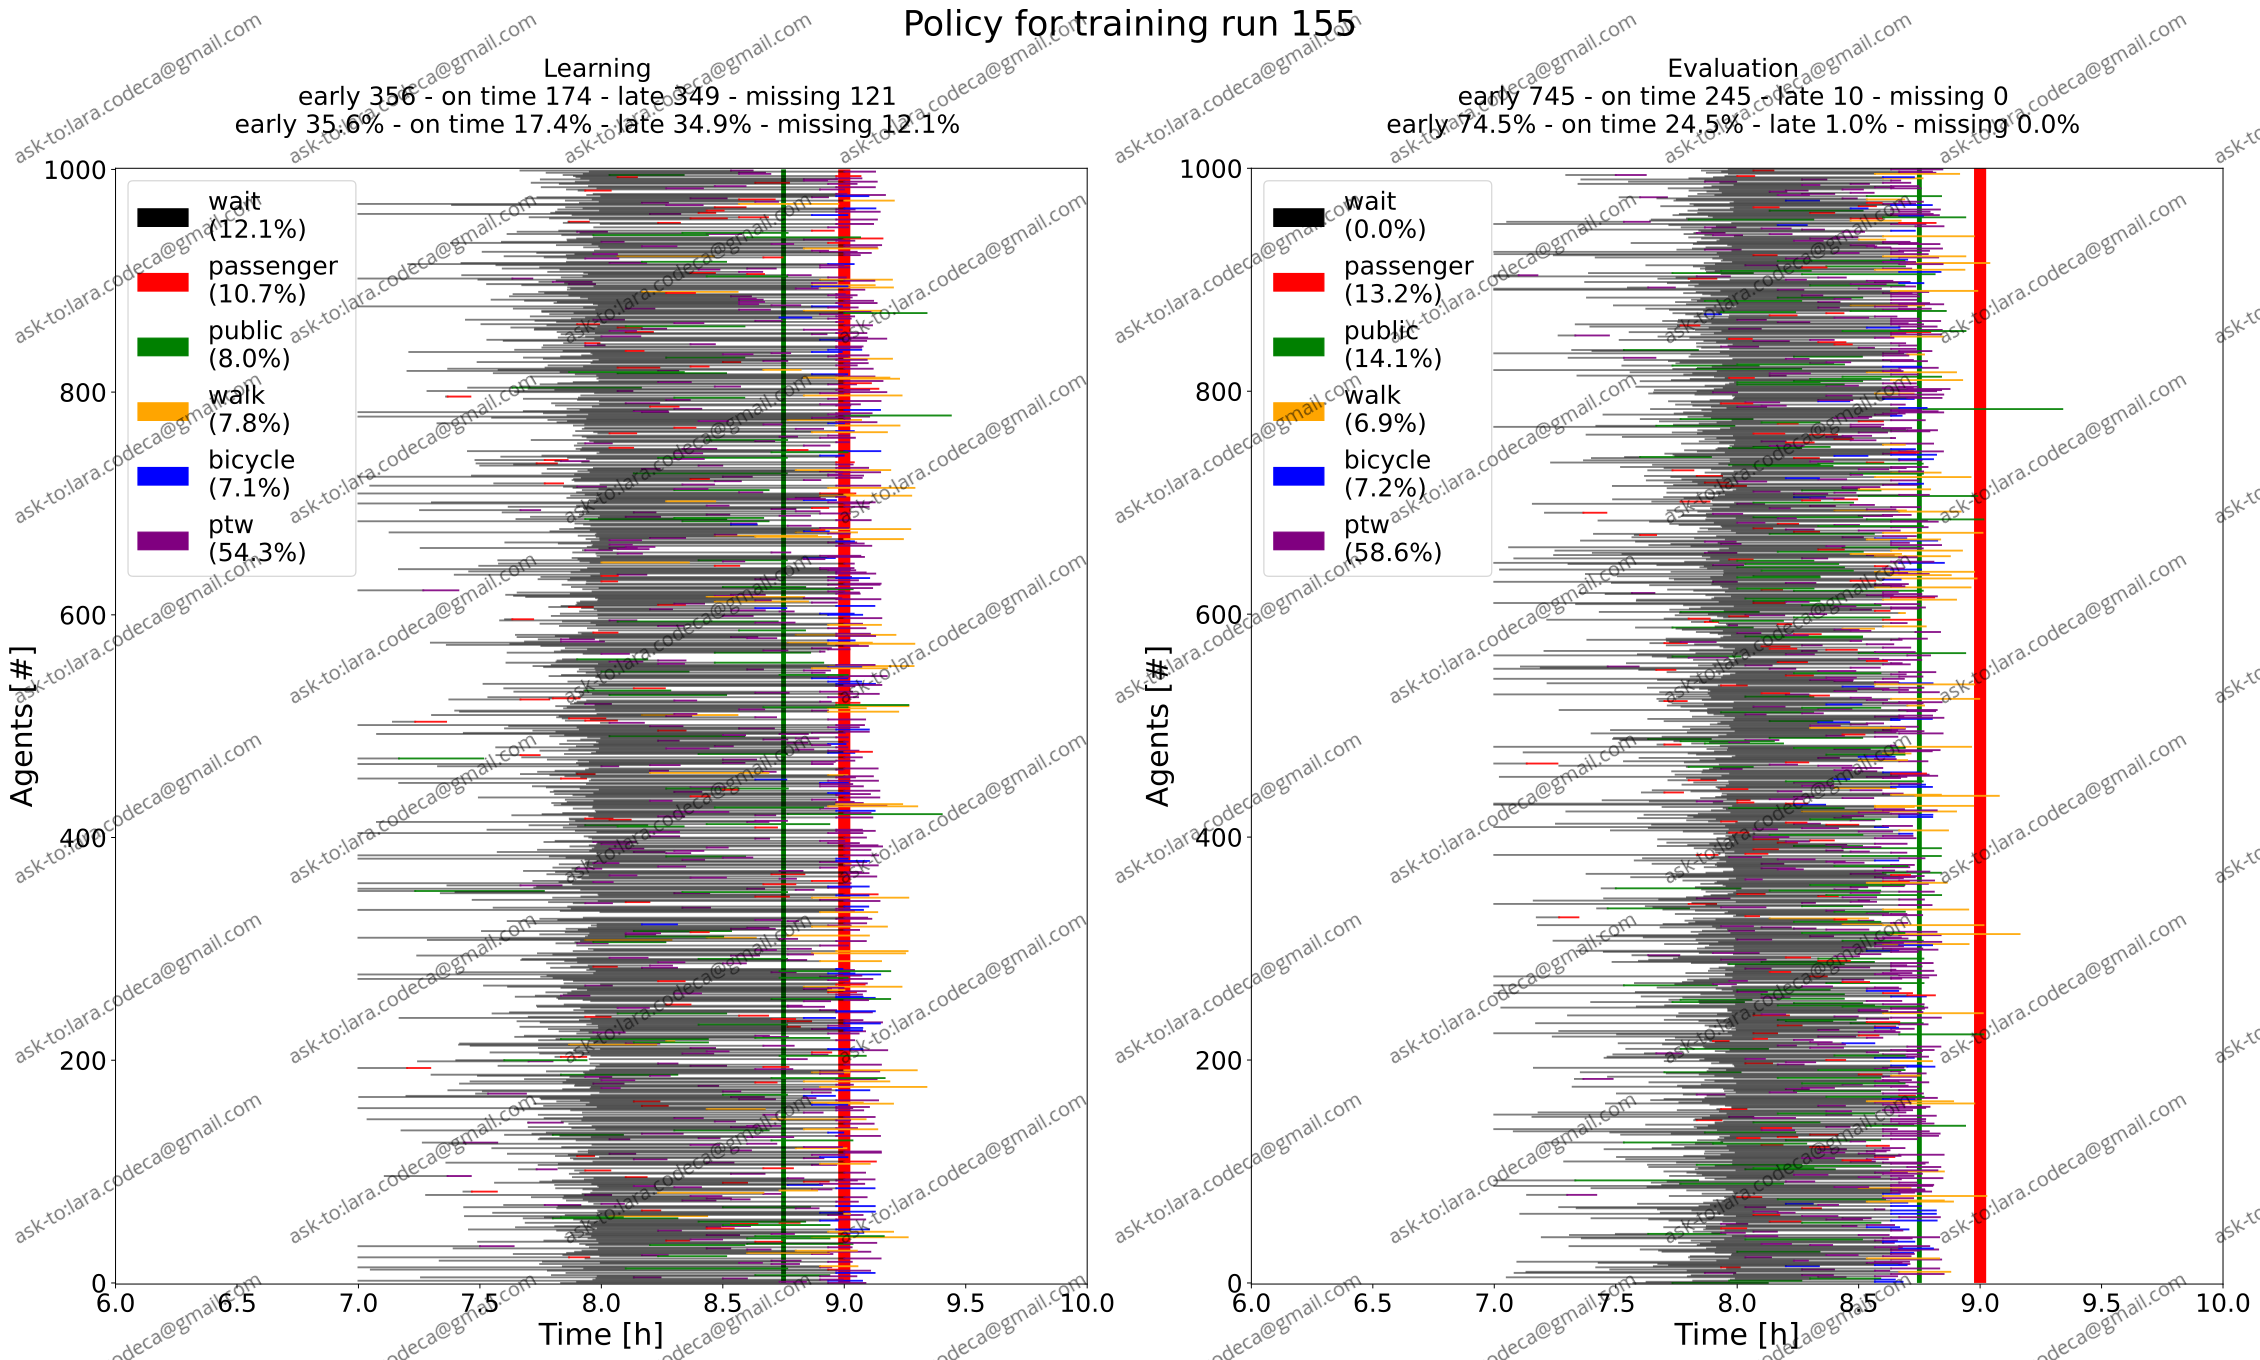 Policy for training run 155
Learning
early 356 - on time 174 - late 349 - missing 121
early 35.6% - on time 17.4% - late 34.9% - missing 12.1%
Agents [#]
1000
800
600
400
200
0
wait
(12.1%)
passenger
(10.7%)
public
(8.0%)
walk
(7.8%)
bicycle
(7.1%)
ptw
(54.3%)
6.0 6.5 7.0 7.5 8.0 8.5 9.0 9.5 10.0
Time [h]
Evaluation
early 745 - on time 245 - late 10 - missing 0
early 74.5% - on time 24.5% - late 1.0% - missing 0.0%
Agents [#]
1000
800
600
400
200
0
wait
(0.0%)
passenger
(13.2%)
public
(14.1%)
walk
(6.9%)
bicycle
(7.2%)
ptw
(58.6%)
6.0 6.5 7.0 7.5 8.0 8.5 9.0 9.5 10.0
Time [h]
ask-to:lara.codeca@gmail.com